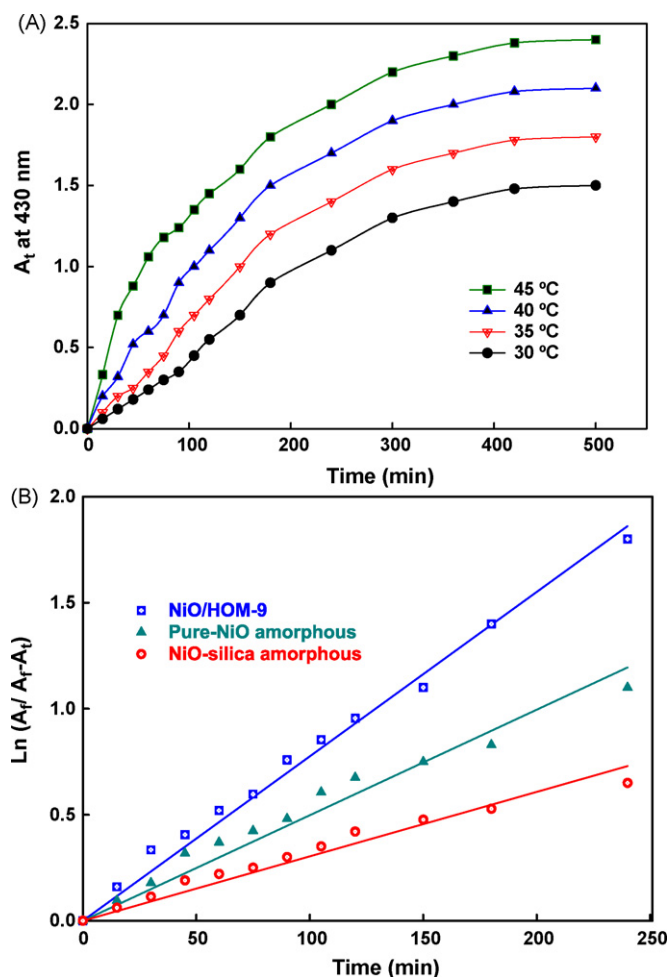 (A)
2.5
2.0
1.5
1.0
0.5
0.0
A_t at 430 nm
45 ºC
40 ºC
35 ºC
30 ºC
0 100 200 300 400 500
Time (min)
(B)
2.0
1.5
1.0
0.5
0.0
Ln (A_f/ A_f-A_t)
NiO/HOM-9
Pure-NiO amorphous
NiO-silica amorphous
0 50 100 150 200 250
Time (min)